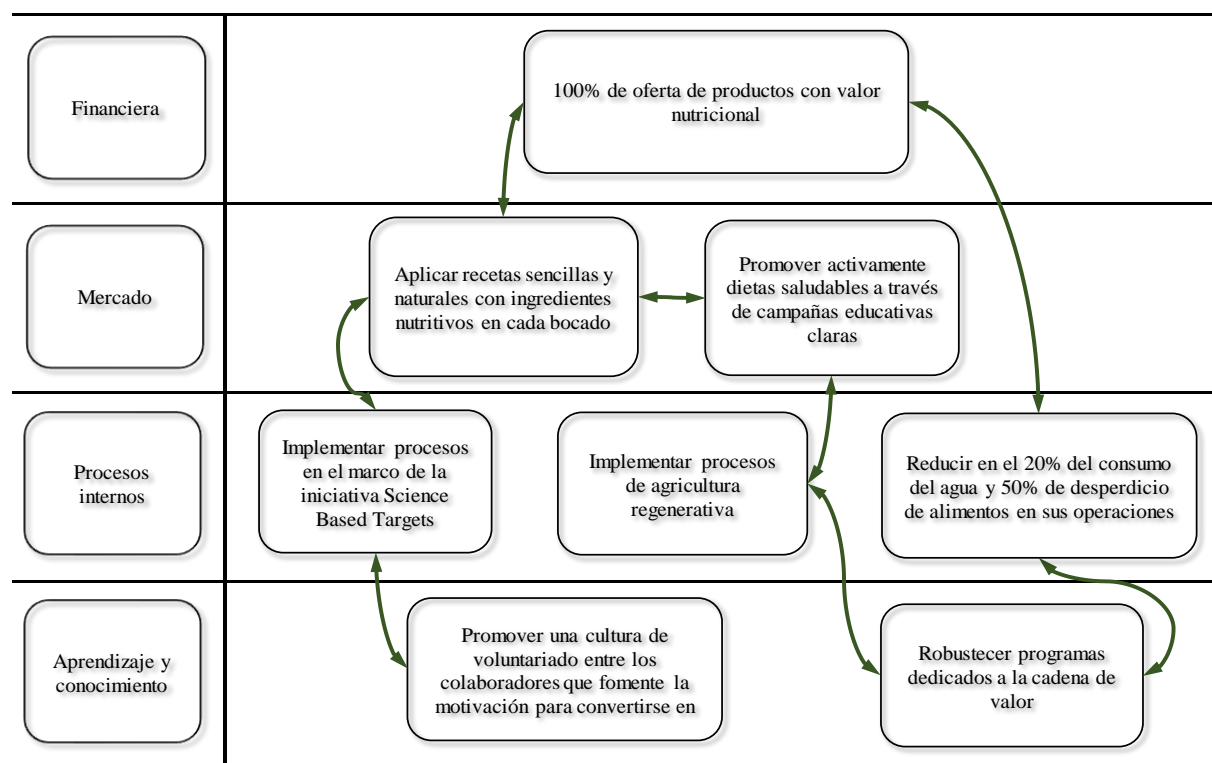 Financiera
100% de oferta de productos con valor
nutricional
Mercado
Aplicar recetas sencillas y
naturales con ingredientes
nutritivos en cada bocado
Promover activamente
dietas saludables a través
de campañas educativas
claras
Procesos
internos
Implementar procesos
en el marco de la
iniciativa Science
Based Targets
Implementar procesos
de agricultura
regenerativa
Reducir en el 20% del consumo
del agua y 50% de desperdicio
de alimentos en sus operaciones
Aprendizaje y
conocimiento
Promover una cultura de
voluntariado entre los
colaboradores que fomente la
motivación para convertirse en
Robustecer programas
dedicados a la cadena de
valor